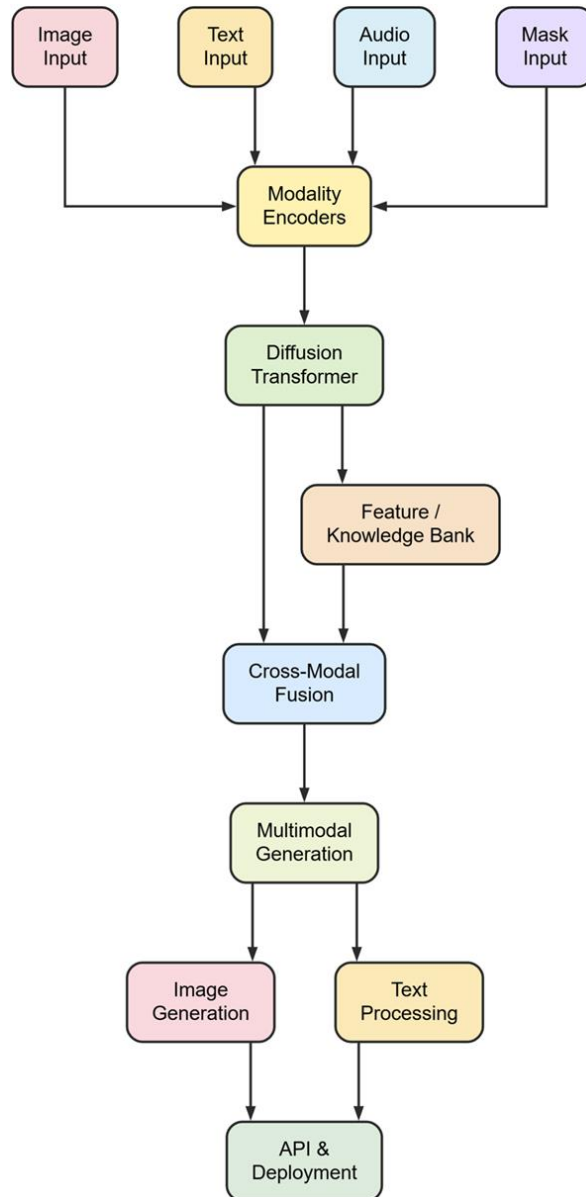 Image
Input
Text
Input
Audio
Input
Mask
Input
Modality
Encoders
Diffusion
Transformer
Feature /
Knowledge Bank
Cross-Modal
Fusion
Multimodal
Generation
Image
Generation
Text
Processing
API &
Deployment